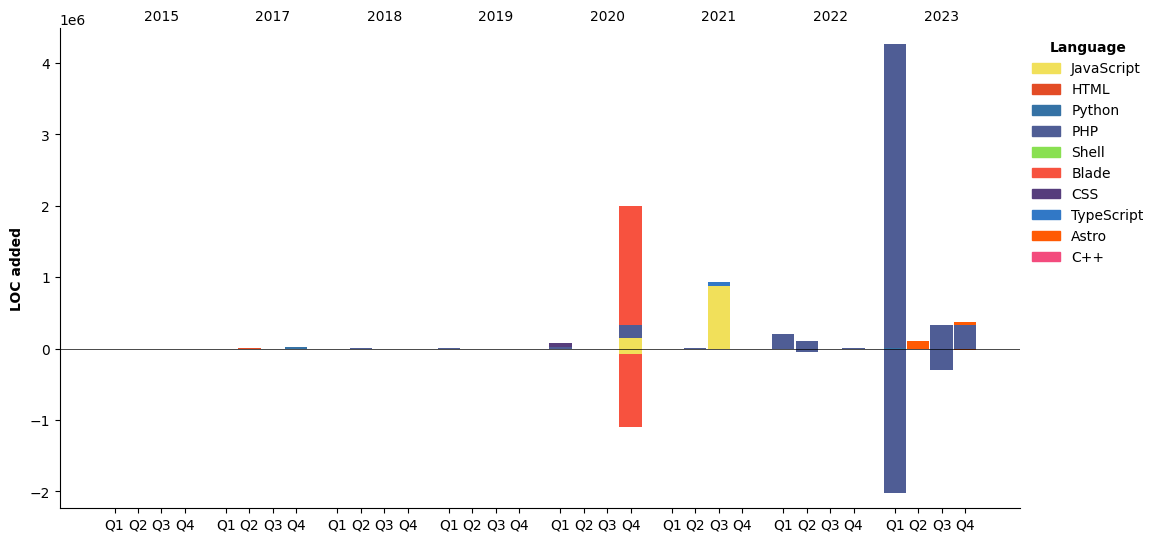 1e6
2015 2017 2018 2019 2020 2021 2022 2023
LOC added
4
3
2
1
0
−1
−2
Q1 Q2 Q3 Q4 Q1 Q2 Q3 Q4 Q1 Q2 Q3 Q4 Q1 Q2 Q3 Q4 Q1 Q2 Q3 Q4 Q1 Q2 Q3 Q4 Q1 Q2 Q3 Q4 Q1 Q2 Q3 Q4
Language
JavaScript
HTML
Python
PHP
Shell
Blade
CSS
TypeScript
Astro
C++